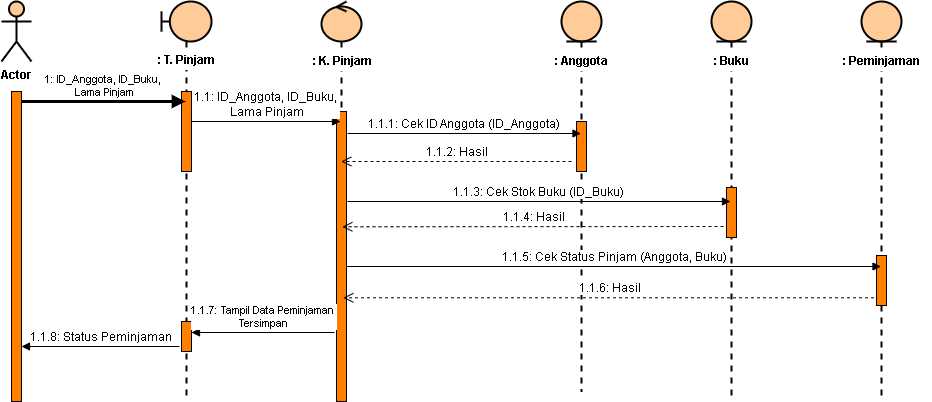 Actor
: T. Pinjam
: K. Pinjam
: Anggota
: Buku
: Peminjaman
1: ID_Anggota, ID_Buku,
Lama Pinjam
1.1: ID_Anggota, ID_Buku,
Lama Pinjam
1.1.1: Cek ID Anggota (ID_Anggota)
1.1.2: Hasil
1.1.3: Cek Stok Buku (ID_Buku)
1.1.4: Hasil
1.1.5: Cek Status Pinjam (Anggota, Buku)
1.1.6: Hasil
1.1.7: Tampil Data Peminjaman
Tersimpan
1.1.8: Status Peminjaman